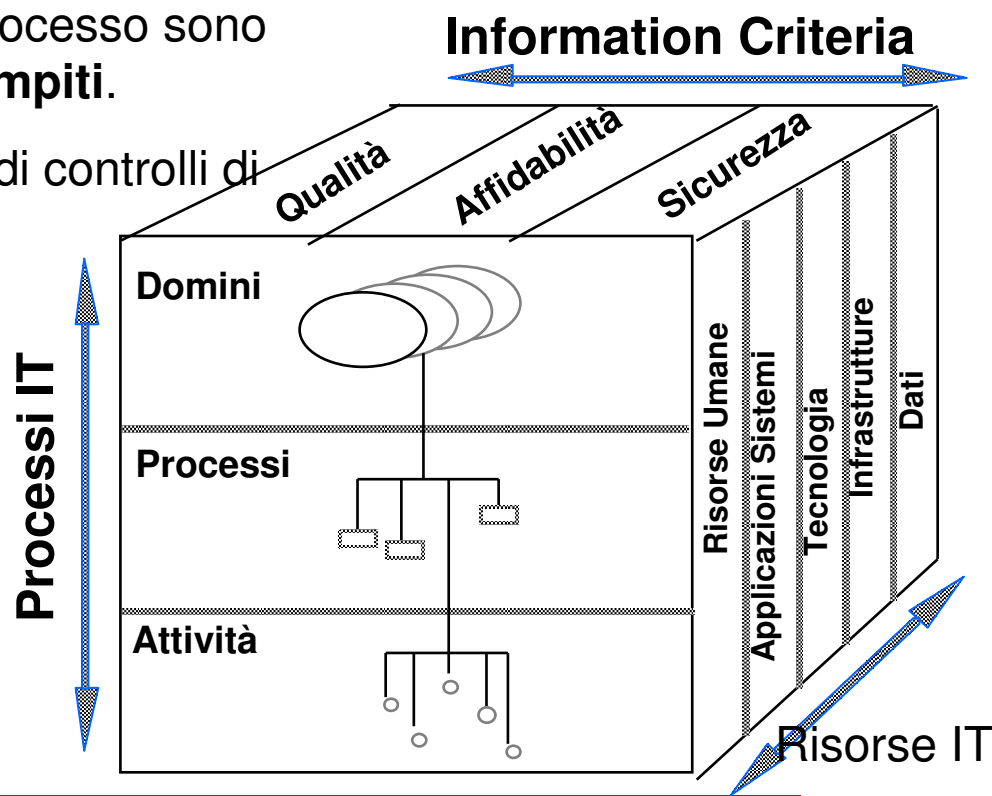 ocesso sono
mpiti.
di controlli di
Information Criteria
Qualità
Affidabilità
Sicurezza
Processi IT
Domini
Processi
Attività
Risorse Umane
Applicazioni Sistemi
Tecnologia
Infrastrutture
Dati
Risorse IT